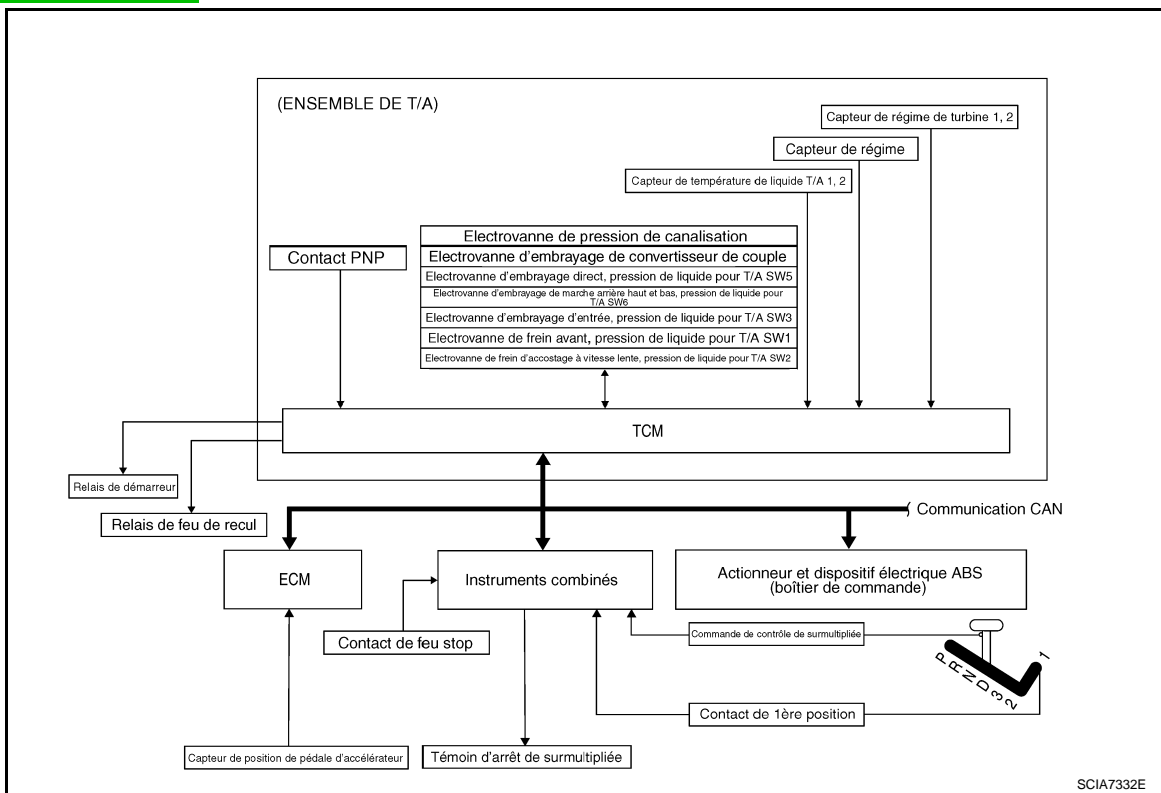 (ENSEMBLE DE T/A)
Capteur de régime de turbine 1, 2
Capteur de régime
Capteur de température de liquide T/A 1, 2
Contact PNP
Electrovanne de pression de canalisation
Electrovanne d'embrayage de convertisseur de couple
Electrovanne d'embrayage direct, pression de liquide pour T/A SW5
Electrovanne d'embrayage de marche arrière haut et bas, pression de liquide pour
T/A SW6
Electrovanne d'embrayage d'entrée, pression de liquide pour T/A SW3
Electrovanne de frein avant, pression de liquide pour T/A SW1
Electrovanne de frein d'accostage à vitesse lente, pression de liquide pour T/A SW2
TCM
Relais de démarreur
Relais de feu de recul
Communication CAN
ECM
Instruments combinés
Actionneur et dispositif électrique ABS
(boîtier de commande)
Contact de feu stop
Commande de contrôle de surmultipliée
P R N D 3 2 1
Contact de 1ère position
Capteur de position de pédale d'accélérateur
Témoin d'arrêt de surmultipliée
SCIA7332E